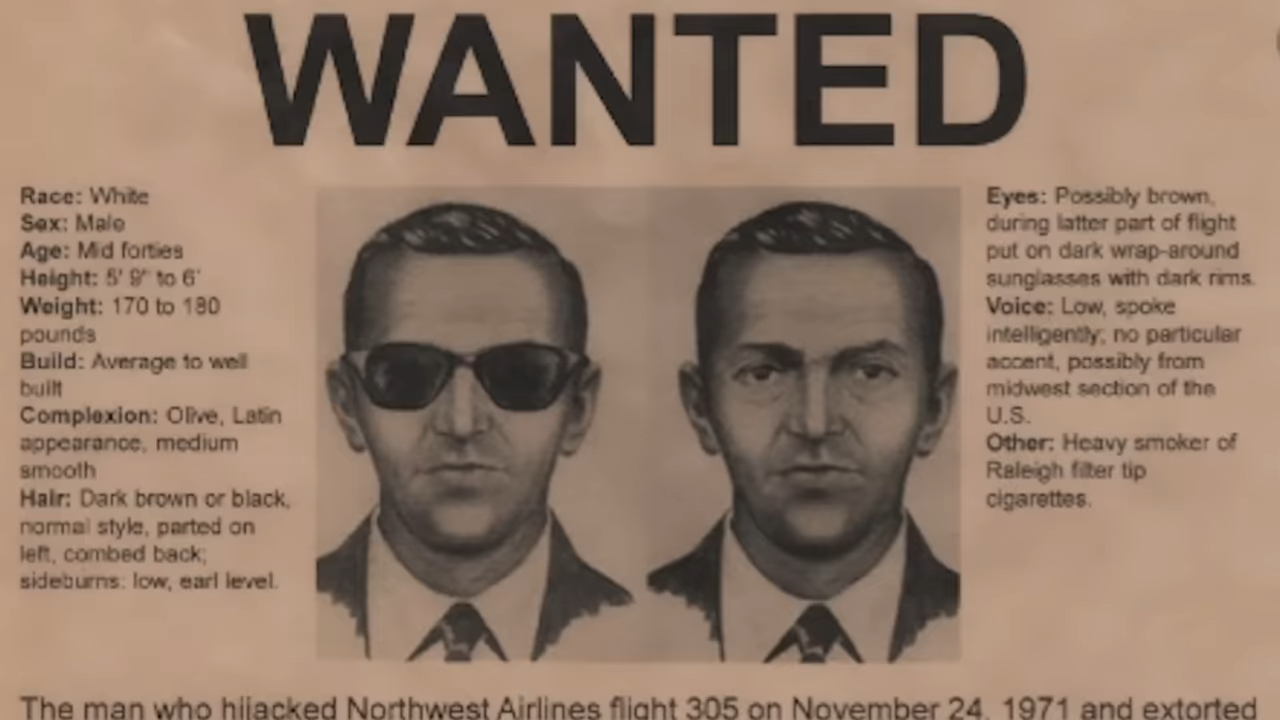 WANTED
Race: White
Sex: Male
Age: Mid forties
Height: 5' 9" to 6'
Weight: 170 to 180
pounds
Build: Average to well
built
Complexion: Olive, Latin
appearance, medium
smooth
Hair: Dark brown or black,
normal style, parted on
left, combed back;
sideburns: low, earl level.
Eyes: Possibly brown,
during latter part of flight
put on dark wrap-around
sunglasses with dark rims.
Voice: Low, spoke
intelligently; no particular
accent, possibly from
midwest section of the
U.S.
Other: Heavy smoker of
Raleigh filter tip
cigarettes.
The man who hijacked Northwest Airlines flight 305 on November 24, 1971 and extorted